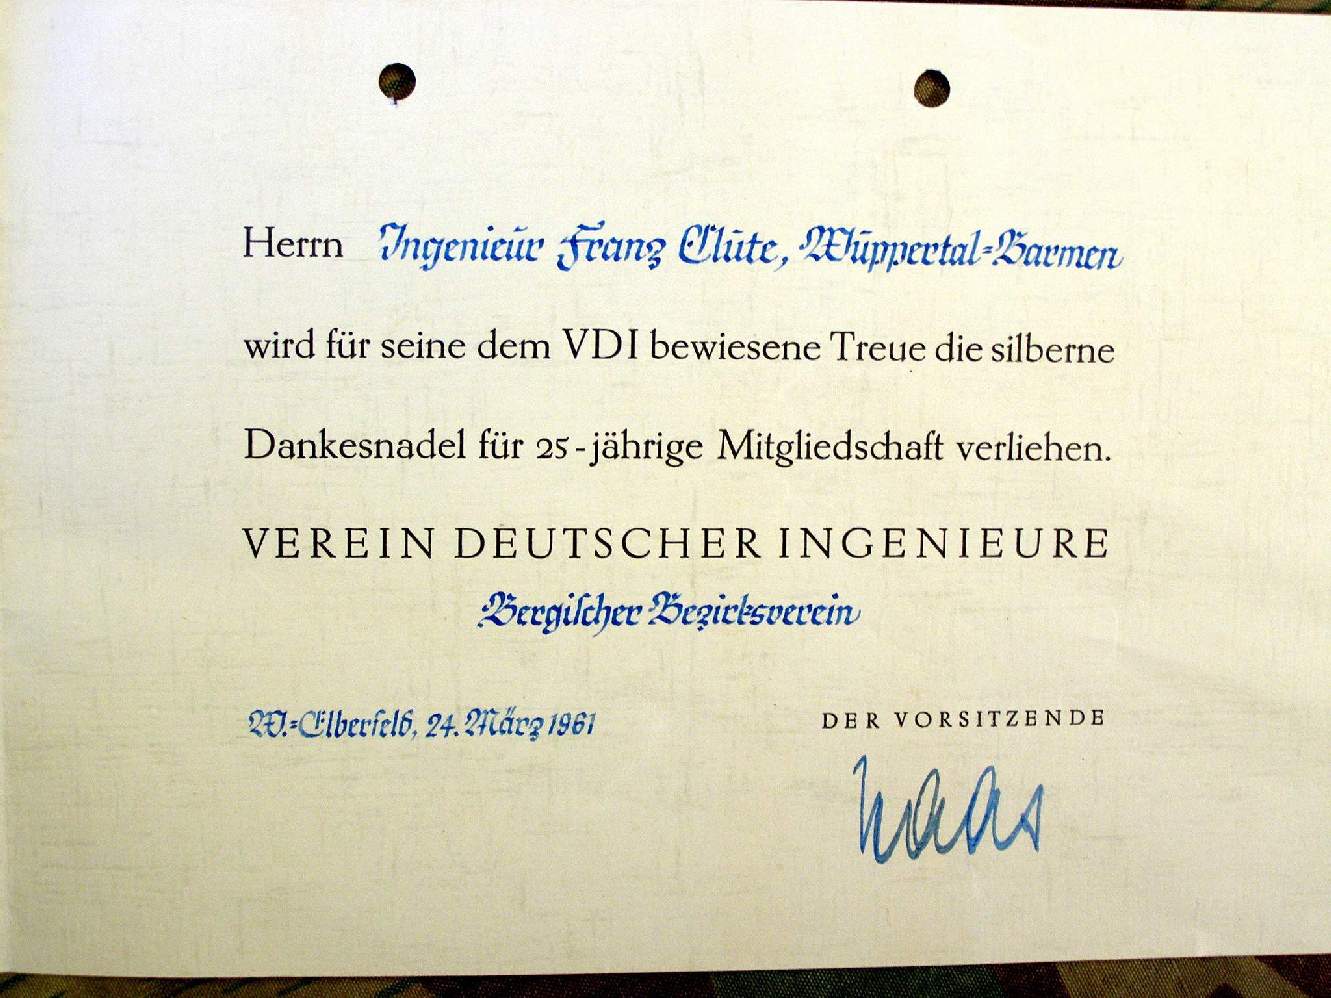 Herrn Ingenieur Franz Clute, Wuppertal-Barmen
wird für seine dem VDI bewiesene Treue die silberne
Dankesnadel für 25-jährige Mitgliedschaft verliehen.
VEREIN DEUTSCHER INGENIEURE
Bergischer Bezirksverein
W.-Elberfeld, 24. März 1961
DER VORSITZENDE
Haas